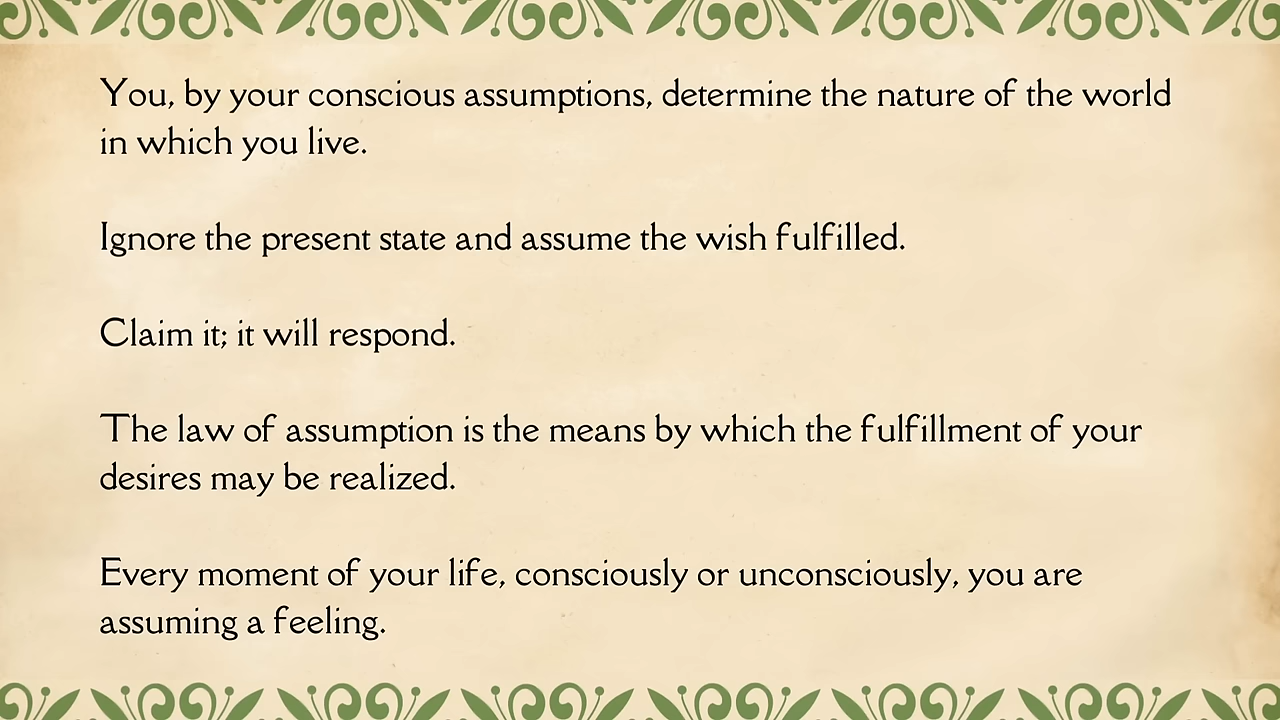 You, by your conscious assumptions, determine the nature of the world
in which you live.
Ignore the present state and assume the wish fulfilled.
Claim it; it will respond.
The law of assumption is the means by which the fulfillment of your
desires may be realized.
Every moment of your life, consciously or unconsciously, you are
assuming a feeling.